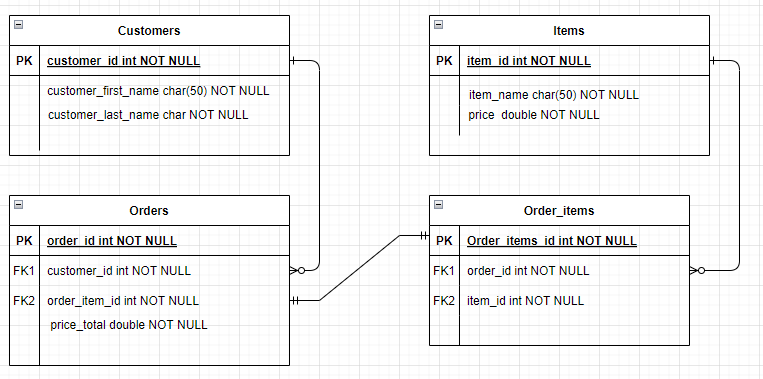 Customers
PK customer_id int NOT NULL
customer_first_name char(50) NOT NULL
customer_last_name char NOT NULL
Items
PK item_id int NOT NULL
item_name char(50) NOT NULL
price double NOT NULL
Orders
PK order_id int NOT NULL
FK1 customer_id int NOT NULL
FK2 order_item_id int NOT NULL
price_total double NOT NULL
Order_items
PK Order_items_id int NOT NULL
FK1 order_id int NOT NULL
FK2 item_id int NOT NULL